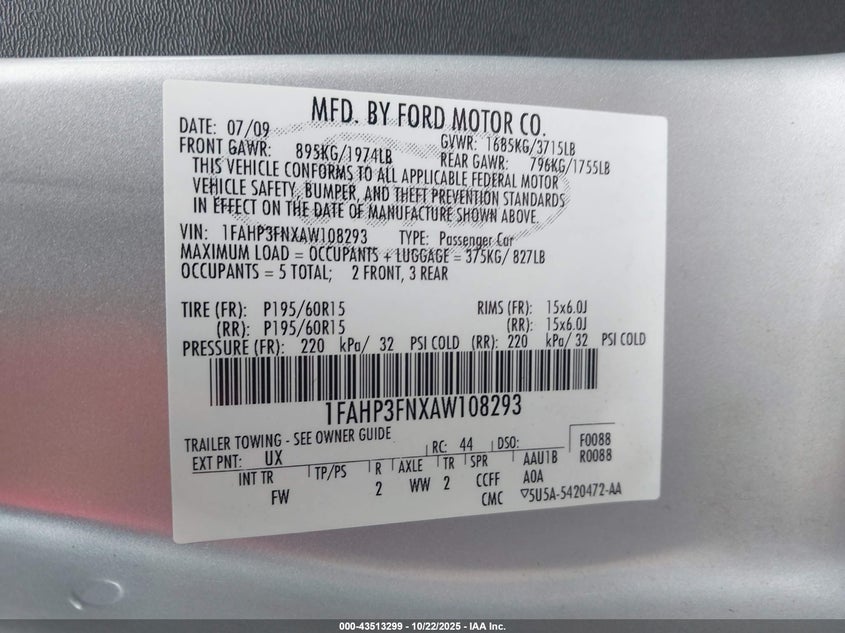 MFD. BY FORD MOTOR CO.
DATE: 07/09 GVWR: 1685KG/3715LB
FRONT GAWR: 895KG/1974LB REAR GAWR: 796KG/1755LB
THIS VEHICLE CONFORMS TO ALL APPLICABLE FEDERAL MOTOR
VEHICLE SAFETY, BUMPER, AND THEFT PREVENTION STANDARDS
IN EFFECT ON THE DATE OF MANUFACTURE SHOWN ABOVE.
VIN: 1FAHP3FNXAW108293 TYPE: Passenger Car
MAXIMUM LOAD = OCCUPANTS + LUGGAGE = 375KG/ 827LB
OCCUPANTS = 5 TOTAL; 2 FRONT, 3 REAR
TIRE (FR): P195/60R15 RIMS (FR): 15x6.0J
(RR): P195/60R15 (RR): 15x6.0J
PRESSURE (FR): 220 kPa/ 32 PSI COLD (RR): 220 kPa/ 32 PSI COLD
1FAHP3FNXAW108293
TRAILER TOWING - SEE OWNER GUIDE
EXT PNT: UX RC: 44 DSO: F0088
R0088
INT TR TP/PS R AXLE TR SPR AAU1B
FW 2 WW 2 CCFF A0A
CMC ▽5U5A-5420472-AA
000-43513299 - 10/22/2025 - IAA Inc.